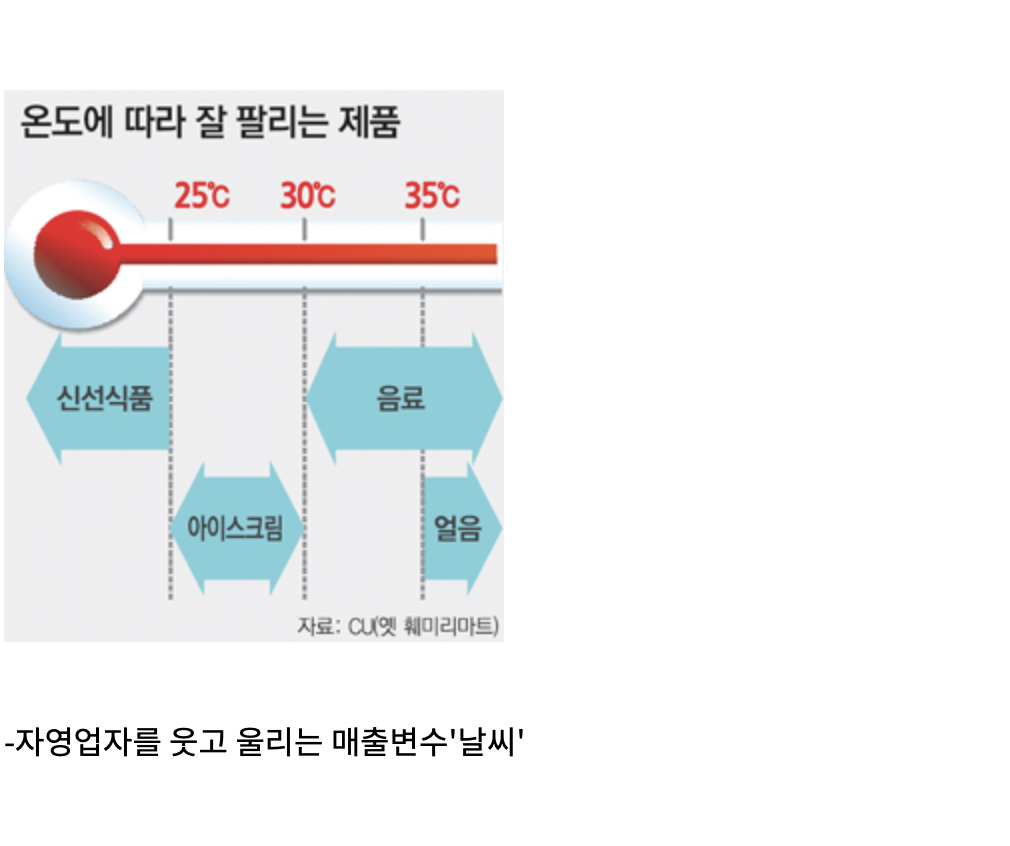 온도에 따라 잘 팔리는 제품
25℃ 30℃ 35℃
신선식품 음료
아이스크림 얼음
자료: CU(옛 훼미리마트)
-자영업자를 웃고 울리는 매출변수'날씨'